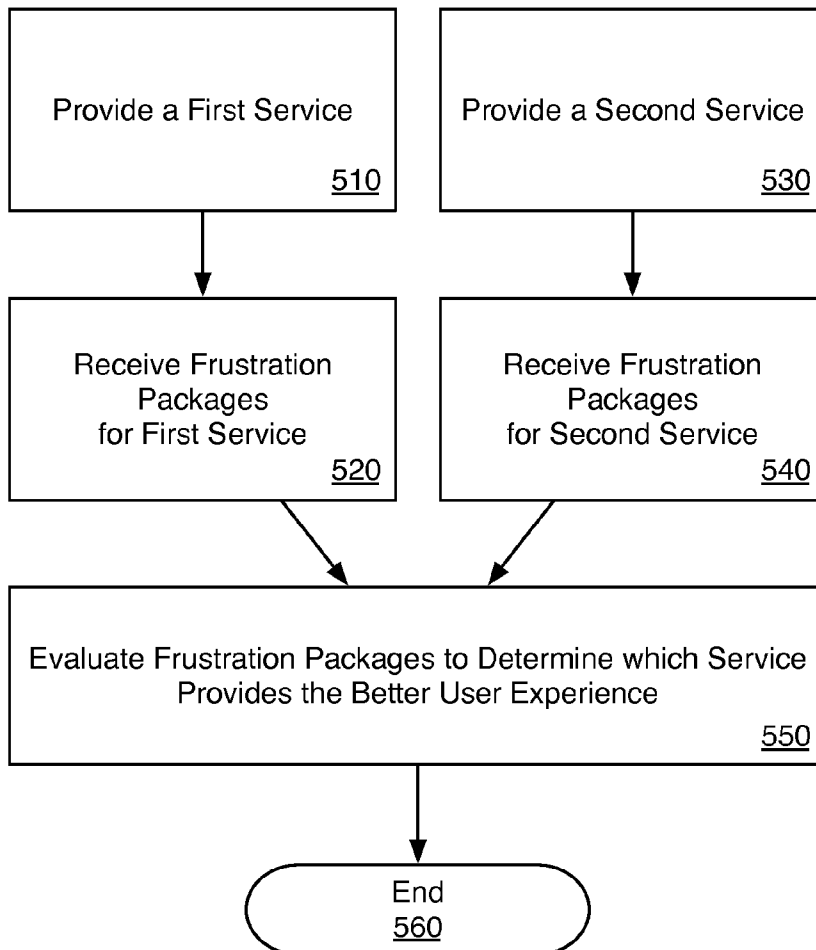 Provide a First Service
510
Provide a Second Service
530
Receive Frustration
Packages
for First Service
520
Receive Frustration
Packages
for Second Service
540
Evaluate Frustration Packages to Determine which Service
Provides the Better User Experience
550
End
560